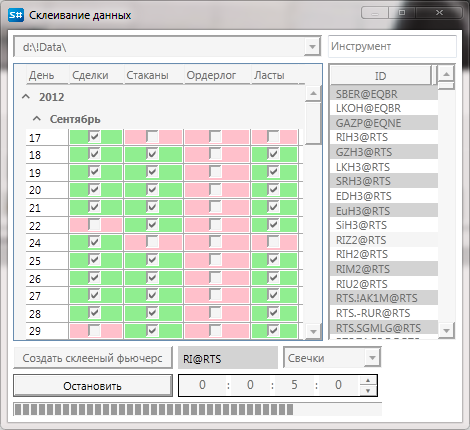 S# Склеивание данных
d:\!Data\
Инструмент
День Сделки Стаканы Ордерлог Ласты
2012
Сентябрь
17
18
19
20
21
22
24
25
26
27
28
29
ID
SBER@EQBR
LKOH@EQBR
GAZP@EQNE
RIH3@RTS
GZH3@RTS
LKH3@RTS
SRH3@RTS
EDH3@RTS
EuH3@RTS
SiH3@RTS
RIZ2@RTS
RIH2@RTS
RIM2@RTS
RIU2@RTS
RTS.!AK1M@RTS
RTS.-RUR@RTS
RTS.SGMLG@RTS
Создать склееный фьючерс
RI@RTS
Свечки
Остановить
0 : 0 : 5 : 0